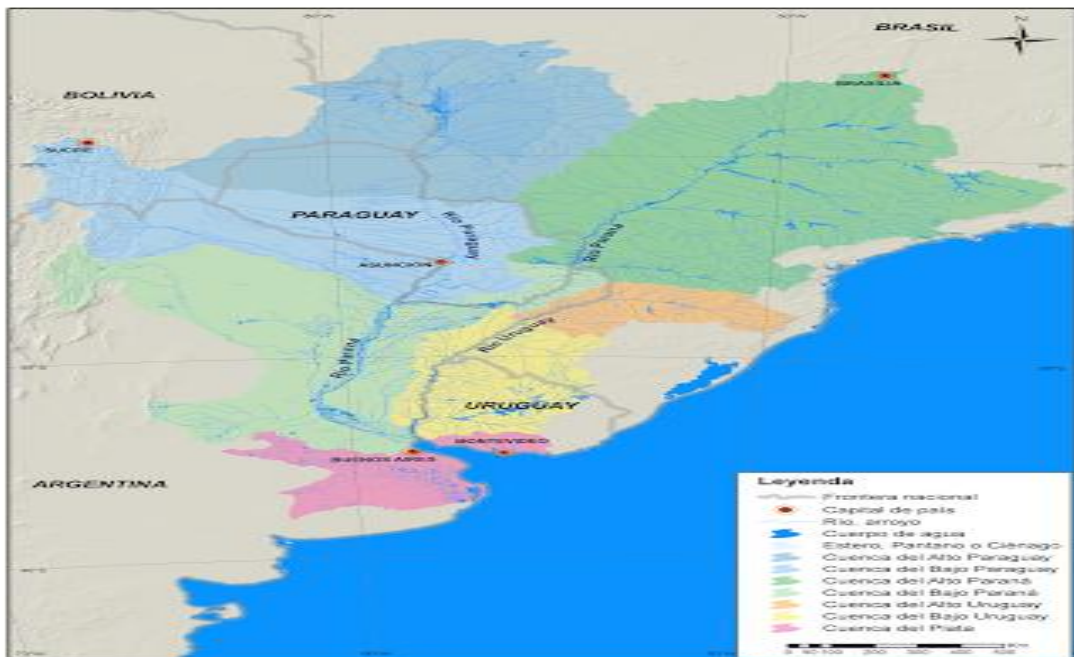 60°W
50°W
BRASIL
N
BRASILIA
BOLIVIA
SUCRE
PARAGUAY
Río Paraguay
Río Paraná
ASUNCIÓN
Río Uruguay
Río Paraná
URUGUAY
MONTEVIDEO
BUENOS AIRES
ARGENTINA
Leyenda
Frontera nacional
Capital de país
Río, arroyo
Cuerpo de agua
Estero, Pantano o Ciénago
Cuenca del Alto Paraguay
Cuenca del Bajo Paraguay
Cuenca del Alto Paraná
Cuenca del Bajo Paraná
Cuenca del Alto Uruguay
Cuenca del Bajo Uruguay
Cuenca del Plata